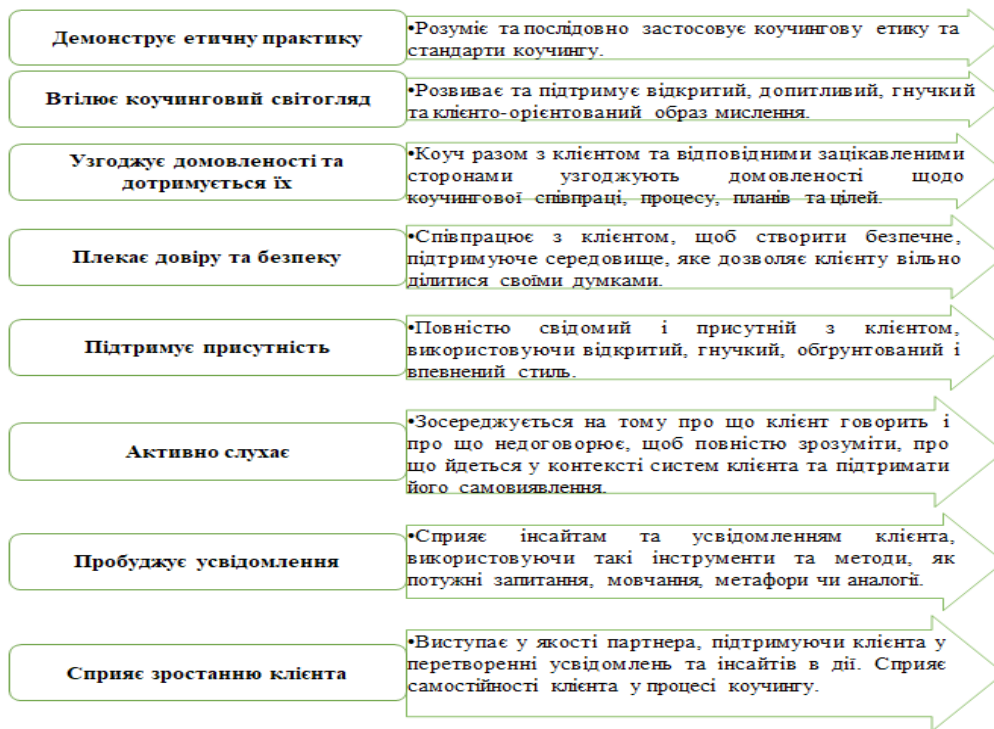 Демонструє етичну практику
•Розуміє та послідовно застосовує коучингову етику та
стандарти коучингу.
Втілює коучинговий світогляд
•Розвиває та підтримує відкритий, допитливий, гнучкий
та клієнто-орієнтований образ мислення.
Узгоджує домовленості та
дотримується їх
•Коуч разом з клієнтом та відповідними зацікавленими
сторонами узгоджують домовленості щодо
коучингової співпраці, процесу, планів та цілей.
Плекає довіру та безпеку
•Співпрацює з клієнтом, щоб створити безпечне,
підтримуюче середовище, яке дозволяє клієнту вільно
ділитися своїми думками.
Підтримує присутність
•Повністю свідомий і присутній з клієнтом,
використовуючи відкритий, гнучкий, обґрунтований і
впевнений стиль.
Активно слухає
•Зосереджується на тому про що клієнт говорить і
про що недоговорює, щоб повністю зрозуміти, про
що йдеться у контексті систем клієнта та підтримати
його самовиявлення.
Пробуджує усвідомлення
•Сприяє інсайтам та усвідомленням клієнта,
використовуючи такі інструменти та методи, як
потужні запитання, мовчання, метафори чи аналогії.
Сприяє зростанню клієнта
•Виступає у якості партнера, підтримуючи клієнта у
перетворенні усвідомлень та інсайтів в дії. Сприяє
самостійності клієнта у процесі коучингу.